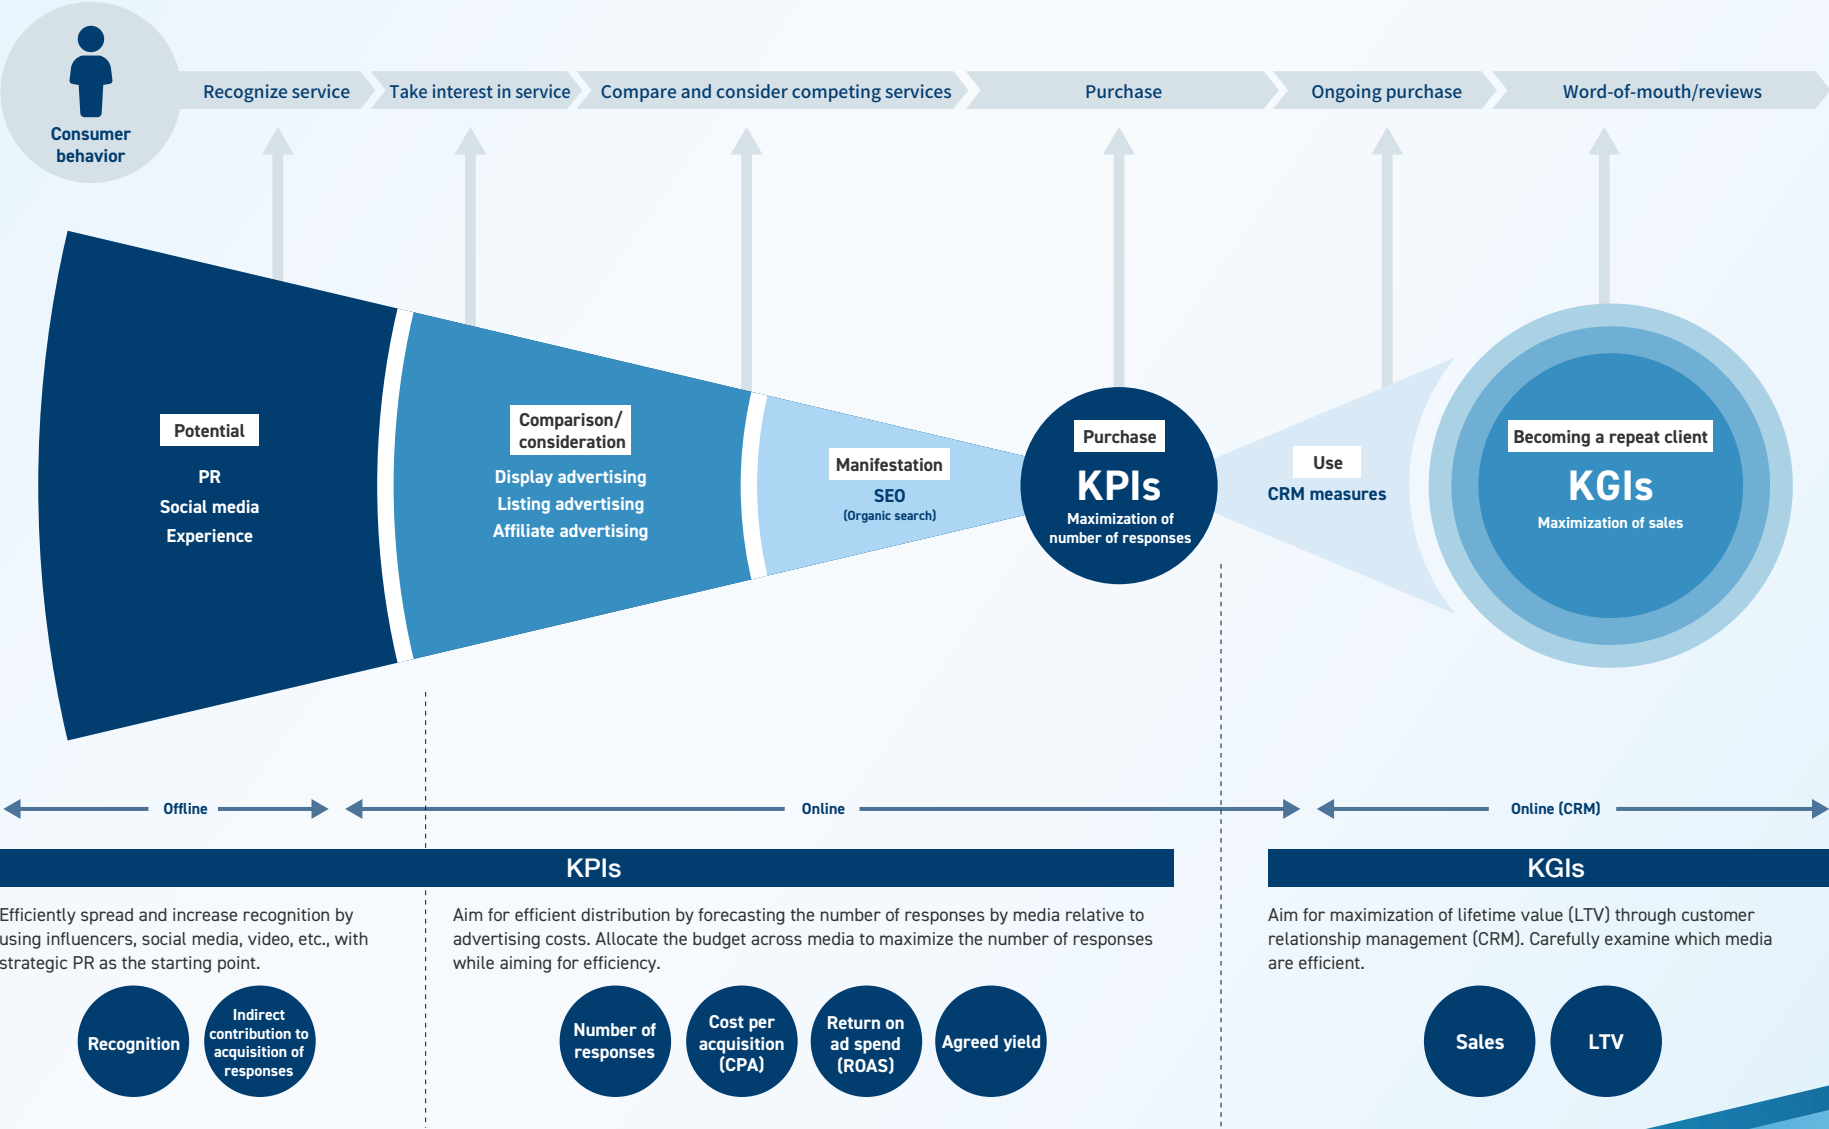 Consumer
behavior
Recognize service
Take interest in service
Compare and consider competing services
Purchase
Ongoing purchase
Word-of-mouth/reviews
Potential
PR
Social media
Experience
Comparison/
consideration
Display advertising
Listing advertising
Affiliate advertising
Manifestation
SEO
(Organic search)
Purchase
KPIs
Maximization of
number of responses
Use
CRM measures
Becoming a repeat client
KGIs
Maximization of sales
Offline
Online
Online (CRM)
KPIs
KGIs
Efficiently spread and increase recognition by
using influencers, social media, video, etc., with
strategic PR as the starting point.
Aim for efficient distribution by forecasting the number of responses by media relative to
advertising costs. Allocate the budget across media to maximize the number of responses
while aiming for efficiency.
Aim for maximization of lifetime value (LTV) through customer
relationship management (CRM). Carefully examine which media
are efficient.
Recognition
Indirect
contribution to
acquisition of
responses
Number of
responses
Cost per
acquisition
(CPA)
Return on
ad spend
(ROAS)
Agreed yield
Sales
LTV